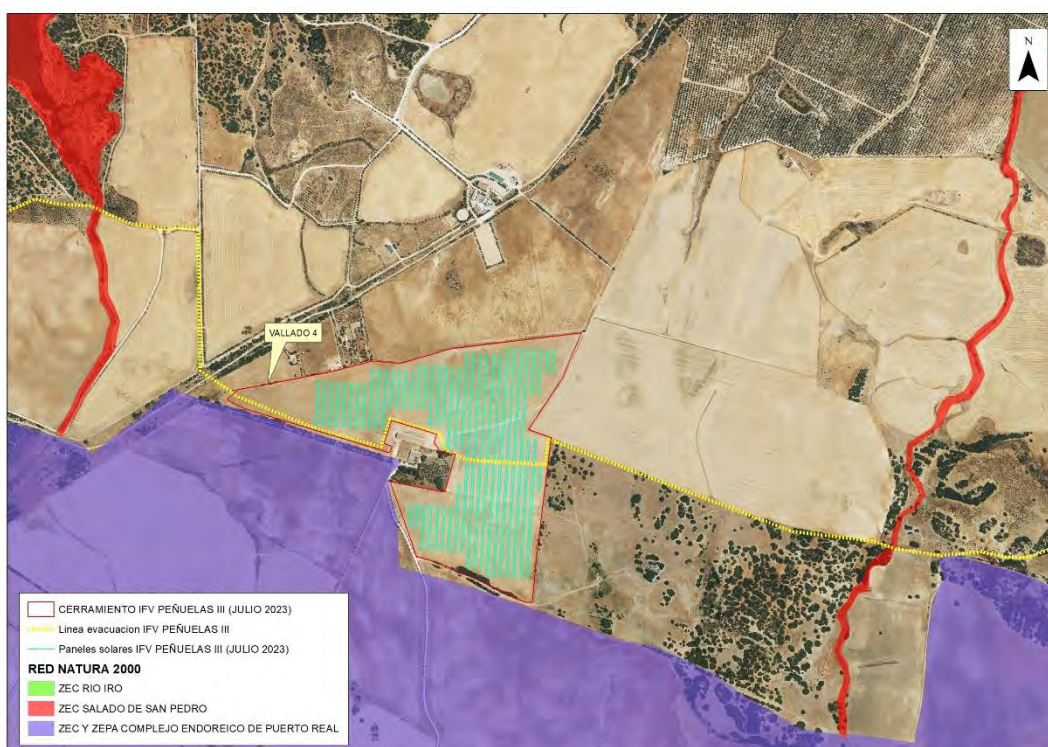 N
VALLADO 4
CERRAMIENTO IFV PEÑUELAS III (JULIO 2023)
Linea evacuacion IFV PEÑUELAS III
Paneles solares IFV PEÑUELAS III (JULIO 2023)
RED NATURA 2000
ZEC RIO IRO
ZEC SALADO DE SAN PEDRO
ZEC Y ZEPA COMPLEJO ENDOREICO DE PUERTO REAL